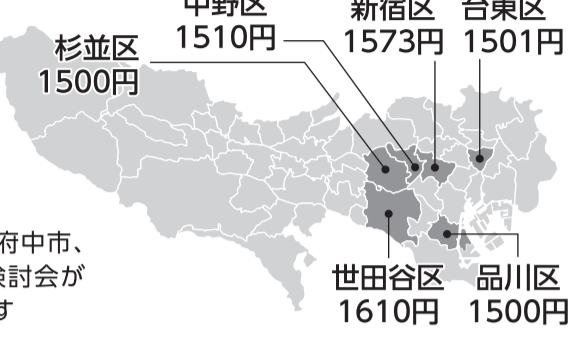 中野区
1510円
新宿区
1573円
台東区
1501円
杉並区
1500円
府中市、
検討会が
す
世田谷区
1610円
品川区
1500円